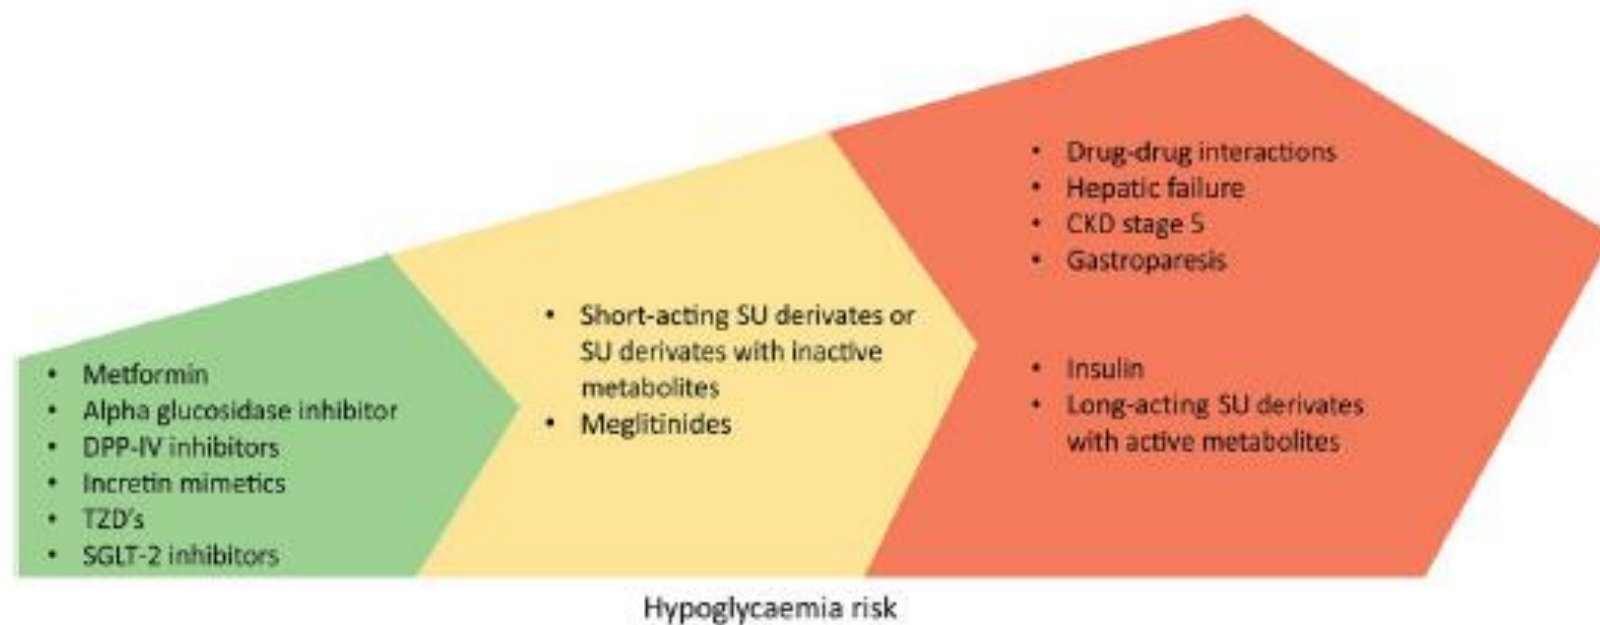 • Metformin
• Alpha glucosidase inhibitor
• DPP-IV inhibitors
• Incretin mimetics
• TZD's
• SGLT-2 inhibitors
• Short-acting SU derivates or
SU derivates with inactive
metabolites
• Meglitinides
• Drug-drug interactions
• Hepatic failure
• CKD stage 5
• Gastroparesis
• Insulin
• Long-acting SU derivates
with active metabolites
Hypoglycaemia risk